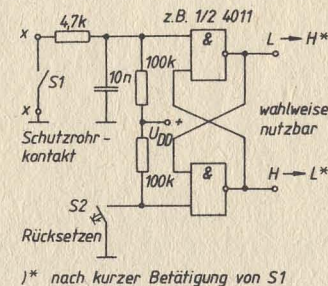 z.B. 1/2 4011
4,7k
x
&
L → H*
100k
S1
10n
x
U_DD +
wahlweise nutzbar
Schutzrohr-
kontakt
100k
&
H → L*
S2
Rücksetzen
)* nach kurzer Betätigung von S1